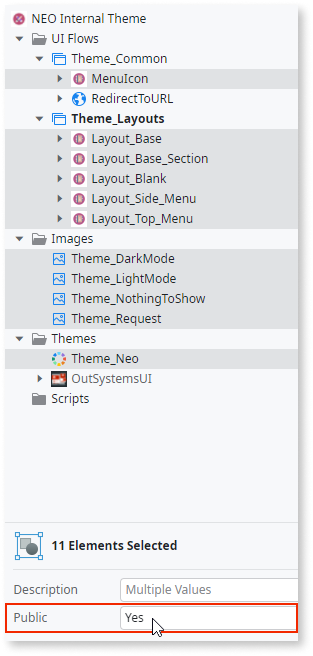 NEO Internal Theme
UI Flows
Theme_Common
MenuIcon
RedirectToURL
Theme_Layouts
Layout_Base
Layout_Base_Section
Layout_Blank
Layout_Side_Menu
Layout_Top_Menu
Images
Theme_DarkMode
Theme_LightMode
Theme_NothingToShow
Theme_Request
Themes
Theme_Neo
OutSystemsUI
Scripts
11 Elements Selected
Description Multiple Values
Public Yes